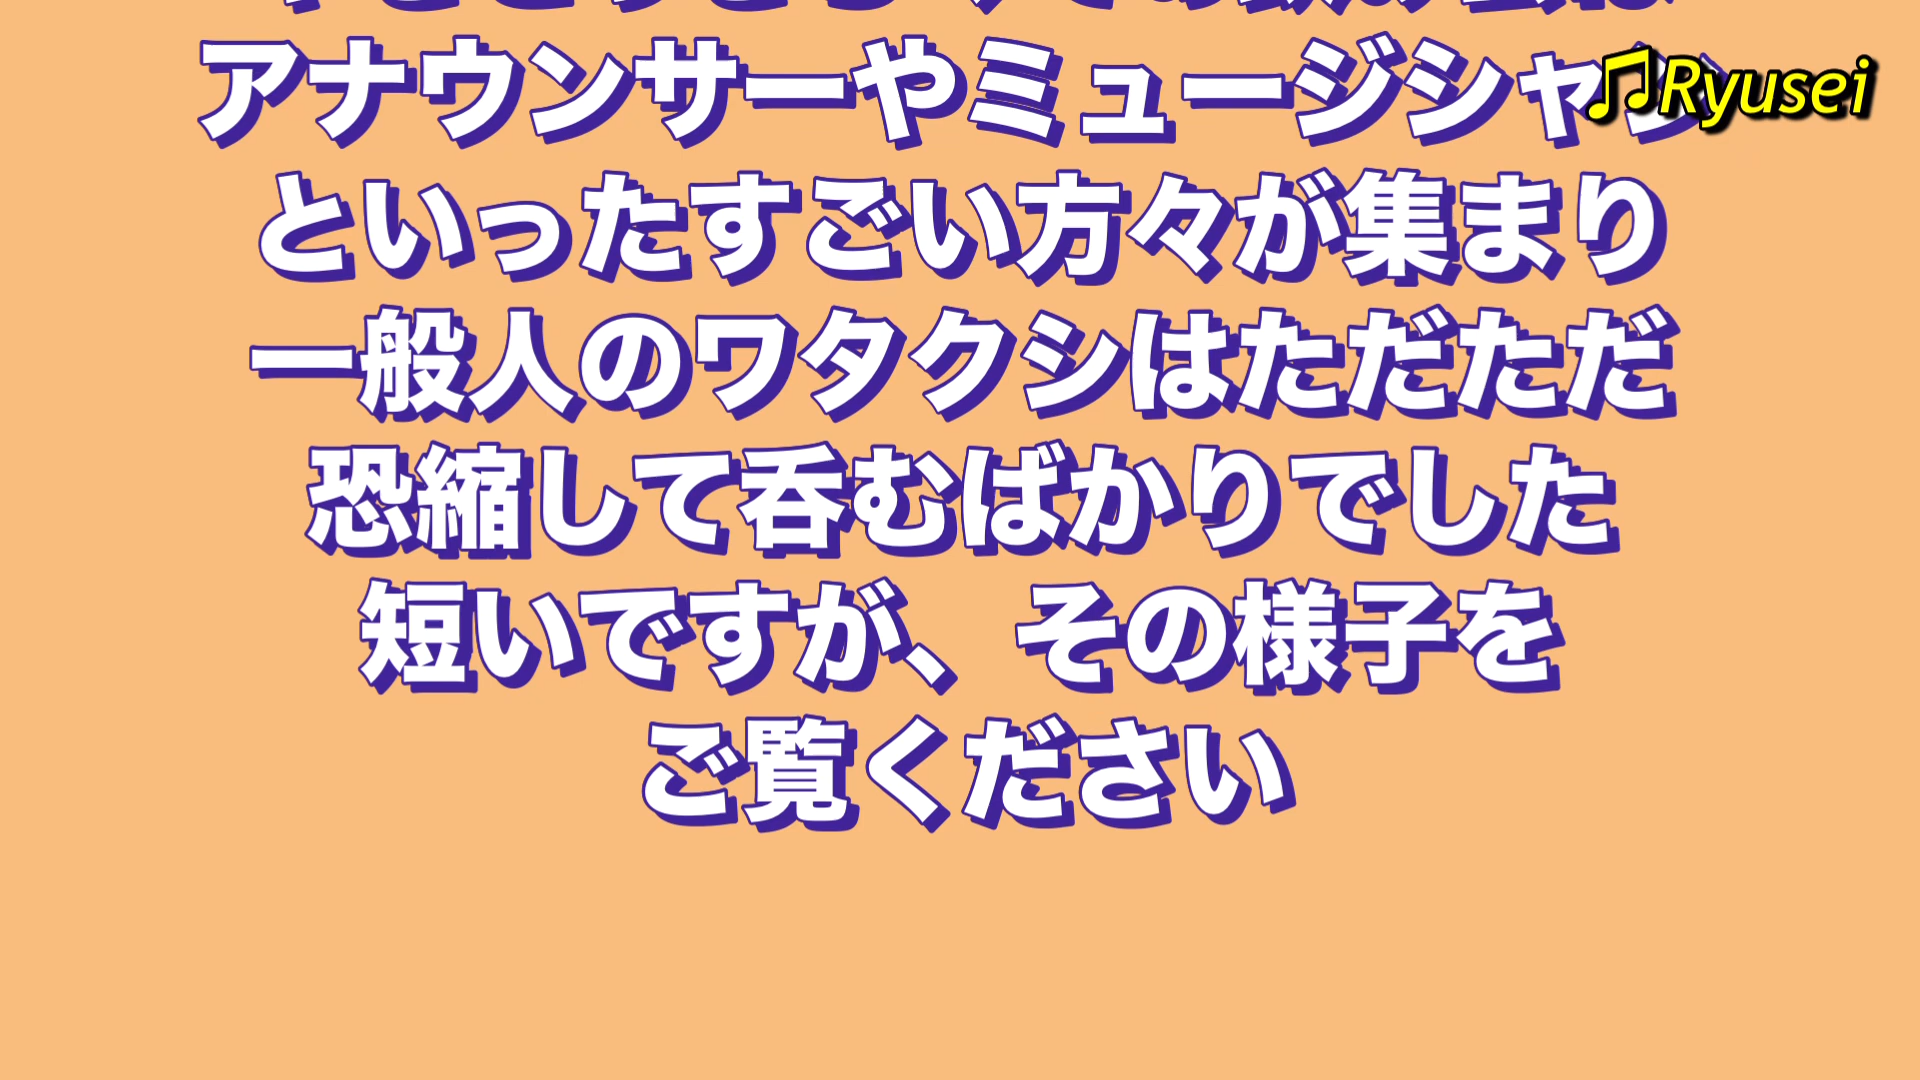 アナウンサーやミュージシャン
♫Ryusei
といったすごい方々が集まり
一般人のワタクシはただただ
恐縮して呑むばかりでした
短いですが、その様子を
ご覧ください